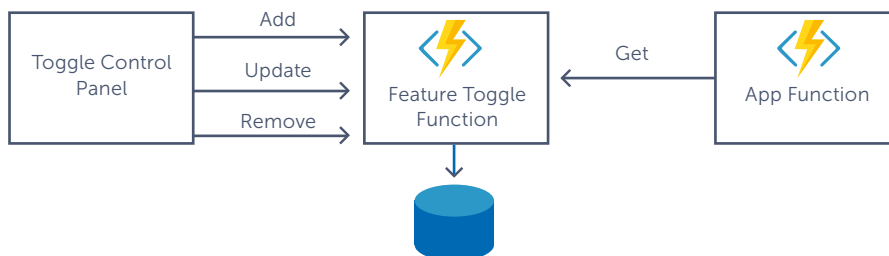 Add
Toggle Control
Panel
Update
Remove
Feature Toggle
Function
Get
App Function